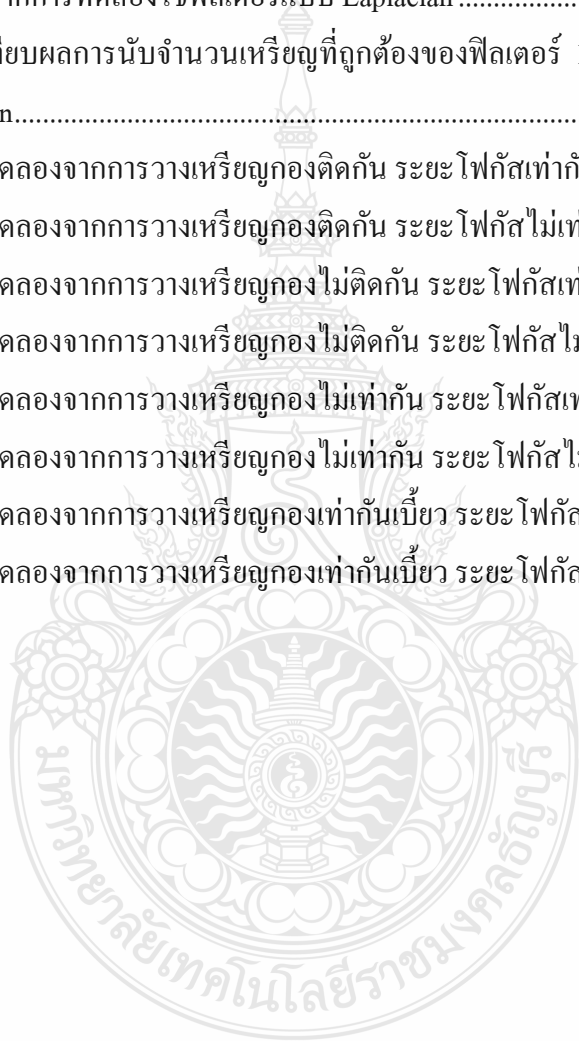 การทดลองใช้ฟิลเตอร์แบบ Laplacian
เทียบผลการนับจำนวนเหรียญที่ถูกต้องของฟิลเตอร์
ดลองจากการวางเหรียญกองติดกัน ระยะโฟกัสเท่ากั
ดลองจากการวางเหรียญกองติดกัน ระยะโฟกัสไม่เท่
ดลองจากการวางเหรียญกองไม่ติดกัน ระยะโฟกัสเท่
ดลองจากการวางเหรียญกองไม่ติดกัน ระยะโฟกัสไม่
ดลองจากการวางเหรียญกองไม่เท่ากัน ระยะโฟกัสเท
ดลองจากการวางเหรียญกองไม่เท่ากัน ระยะโฟกัสไม
ดลองจากการวางเหรียญกองเท่ากันเบี้ยว ระยะโฟกัส
ดลองจากการวางเหรียญกองเท่ากันเบี้ยว ระยะโฟกัส
มหาวิทยาลัยเทคโนโลยีราชมงคลธัญบุรี